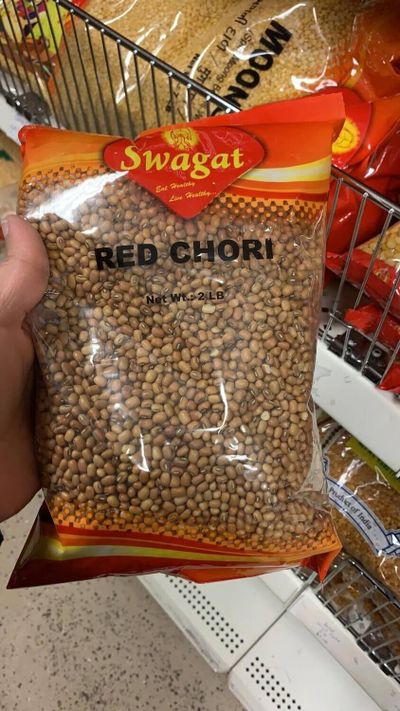 Swagat
Eat Healthy
Live Healthy...
RED CHORI
Net Wt.: 2 LB
MOON
Product of India